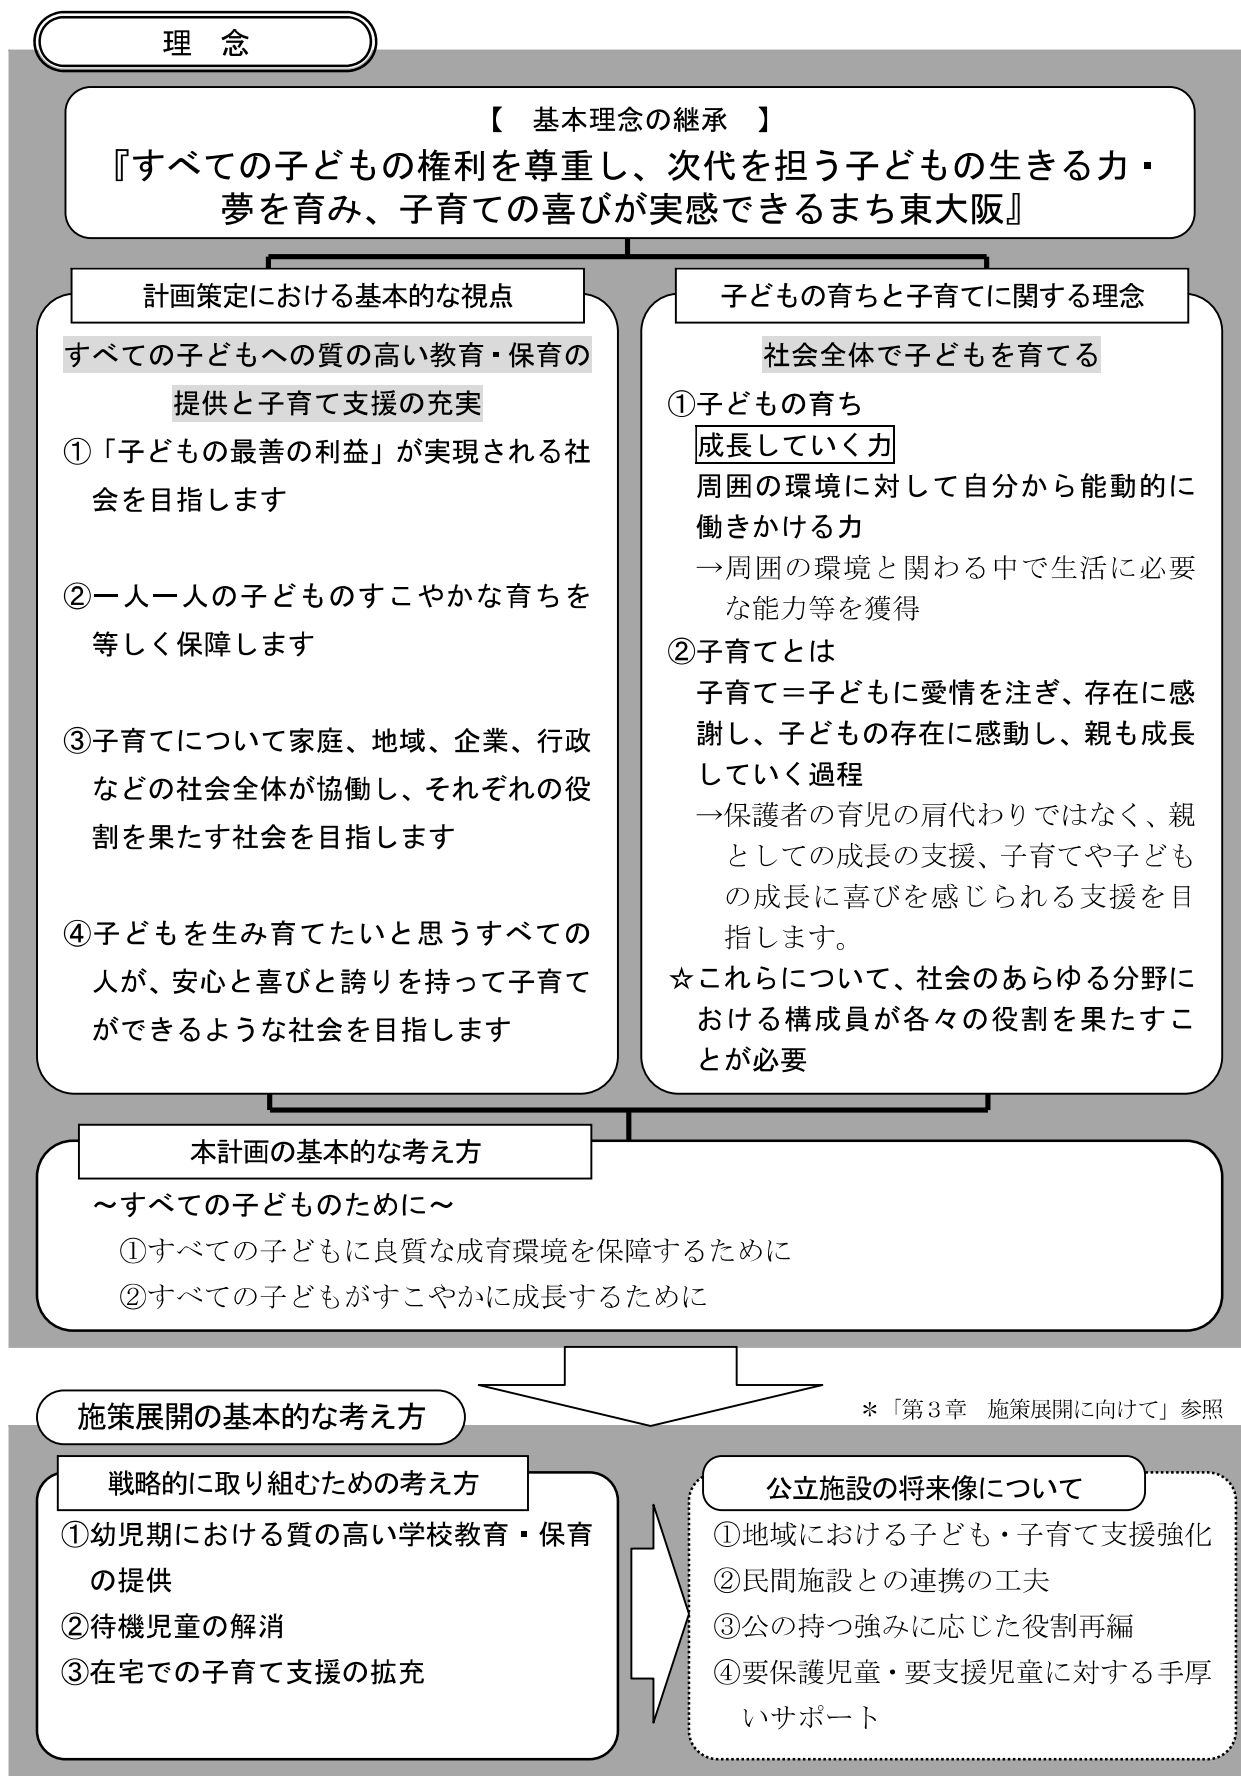 理　念
【　基本理念の継承　】
『すべての子どもの権利を尊重し、次代を担う子どもの生きる力・
夢を育み、子育ての喜びが実感できるまち東大阪』
計画策定における基本的な視点
すべての子どもへの質の高い教育・保育の
提供と子育て支援の充実
①「子どもの最善の利益」が実現される社
会を目指します
②一人一人の子どものすこやかな育ちを
等しく保障します
③子育てについて家庭、地域、企業、行政
などの社会全体が協働し、それぞれの役
割を果たす社会を目指します
④子どもを生み育てたいと思うすべての
人が、安心と喜びと誇りを持って子育て
ができるような社会を目指します
子どもの育ちと子育てに関する理念
社会全体で子どもを育てる
①子どもの育ち
成長していく力
周囲の環境に対して自分から能動的に
働きかける力
→周囲の環境と関わる中で生活に必要
な能力等を獲得
②子育てとは
子育て＝子どもに愛情を注ぎ、存在に感
謝し、子どもの存在に感動し、親も成長
していく過程
→保護者の育児の肩代わりではなく、親
としての成長の支援、子育てや子ども
の成長に喜びを感じられる支援を目
指します。
☆これらについて、社会のあらゆる分野に
おける構成員が各々の役割を果たすこ
とが必要
本計画の基本的な考え方
～すべての子どものために～
①すべての子どもに良質な成育環境を保障するために
②すべての子どもがすこやかに成長するために
施策展開の基本的な考え方
＊「第３章　施策展開に向けて」参照
戦略的に取り組むための考え方
①幼児期における質の高い学校教育・保育
の提供
②待機児童の解消
③在宅での子育て支援の拡充
公立施設の将来像について
①地域における子ども・子育て支援強化
②民間施設との連携の工夫
③公の持つ強みに応じた役割再編
④要保護児童・要支援児童に対する手厚
いサポート